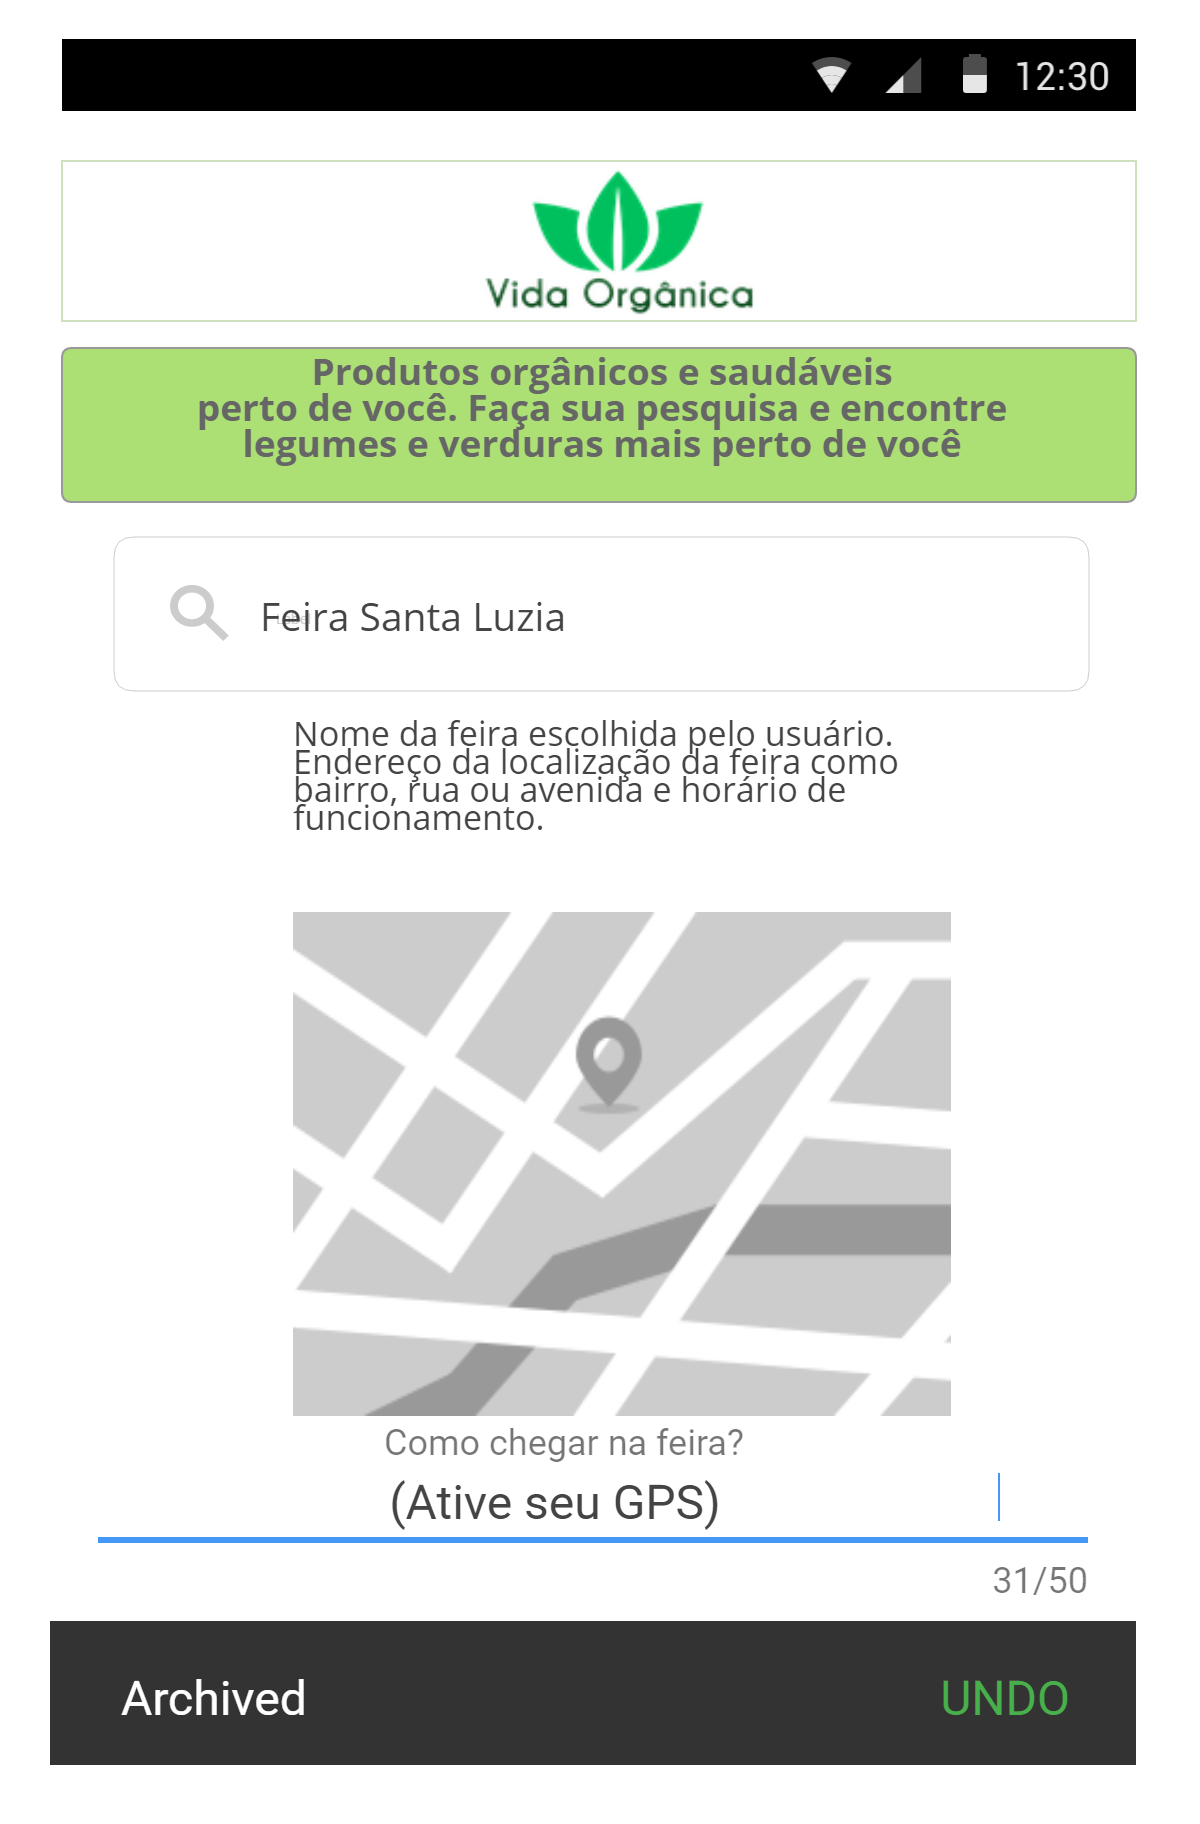 12:30
Vida Orgânica
Produtos orgânicos e saudáveis
perto de você. Faça sua pesquisa e encontre
legumes e verduras mais perto de você
Feira Santa Luzia
Nome da feira escolhida pelo usuário.
Endereço da localização da feira como
bairro, rua ou avenida e horário de
funcionamento.
Como chegar na feira?
(Ative seu GPS)
31/50
Archived
UNDO